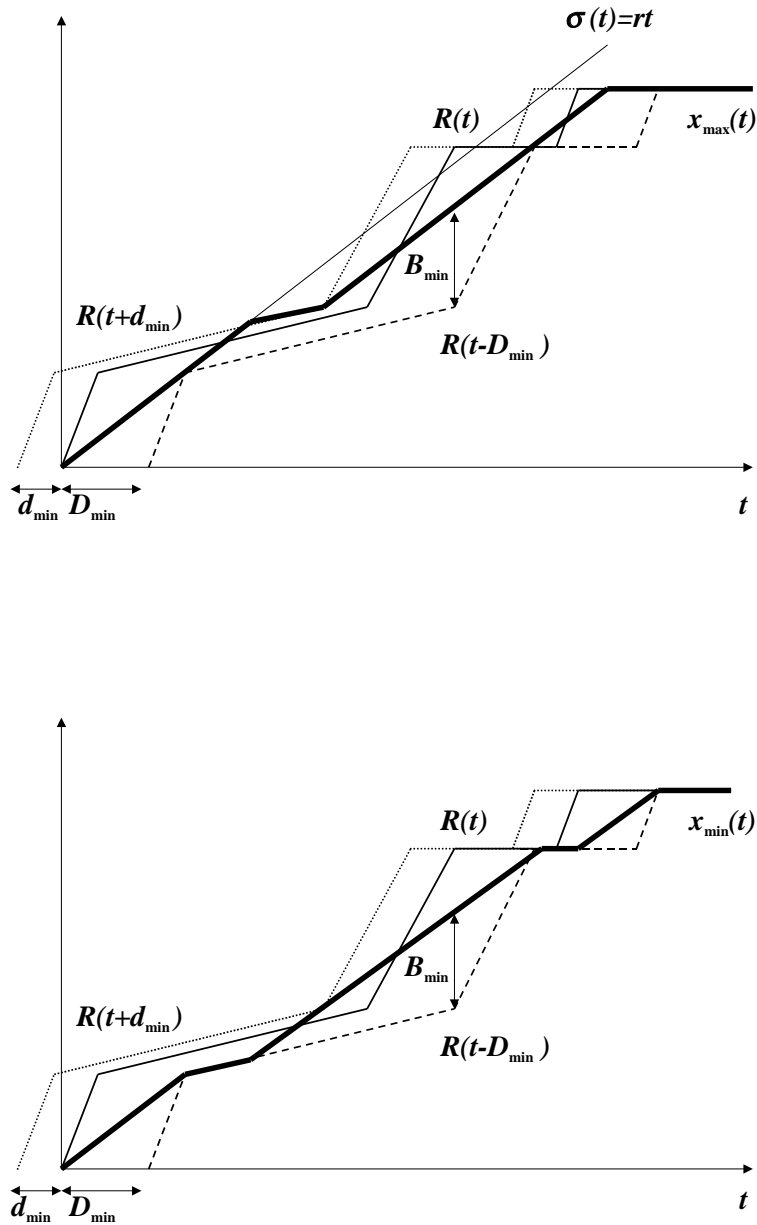 σ(t)=rt
R(t)
x_max(t)
B_min
R(t+d_min)
R(t-D_min)
d_min D_min
t
R(t)
x_min(t)
B_min
R(t+d_min)
R(t-D_min)
d_min D_min
t